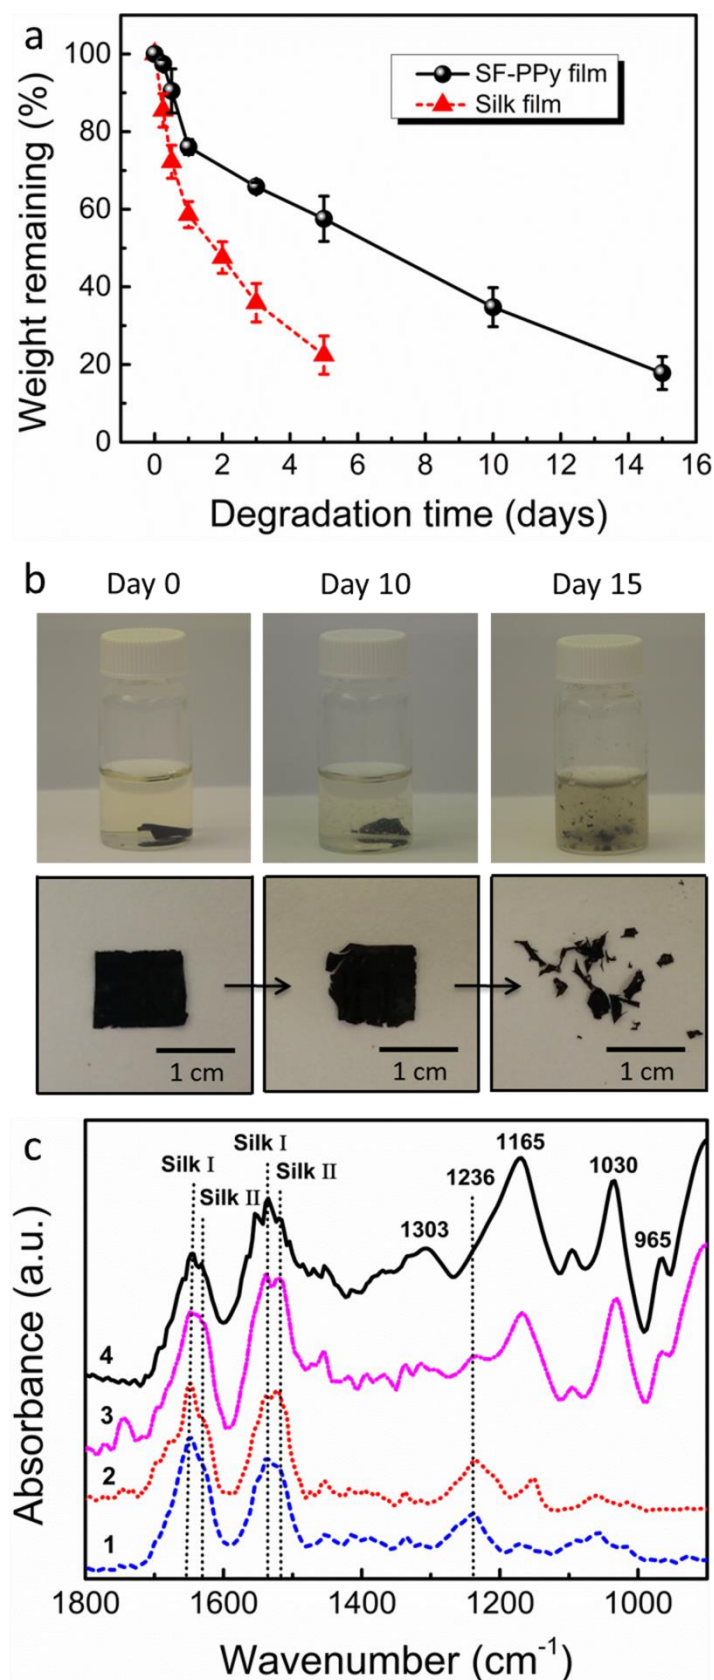 a
100
80
60
40
20
0
Weight remaining (%)
SF-PPy film
Silk film
0 2 4 6 8 10 12 14 16
Degradation time (days)
b
Day 0 Day 10 Day 15
1 cm 1 cm 1 cm
c
Silk I
Silk II
Silk I
Silk II
1236
1303
1165
1030
965
4
3
2
1
Absorbance (a.u.)
1800 1600 1400 1200 1000
Wavenumber (cm⁻¹)